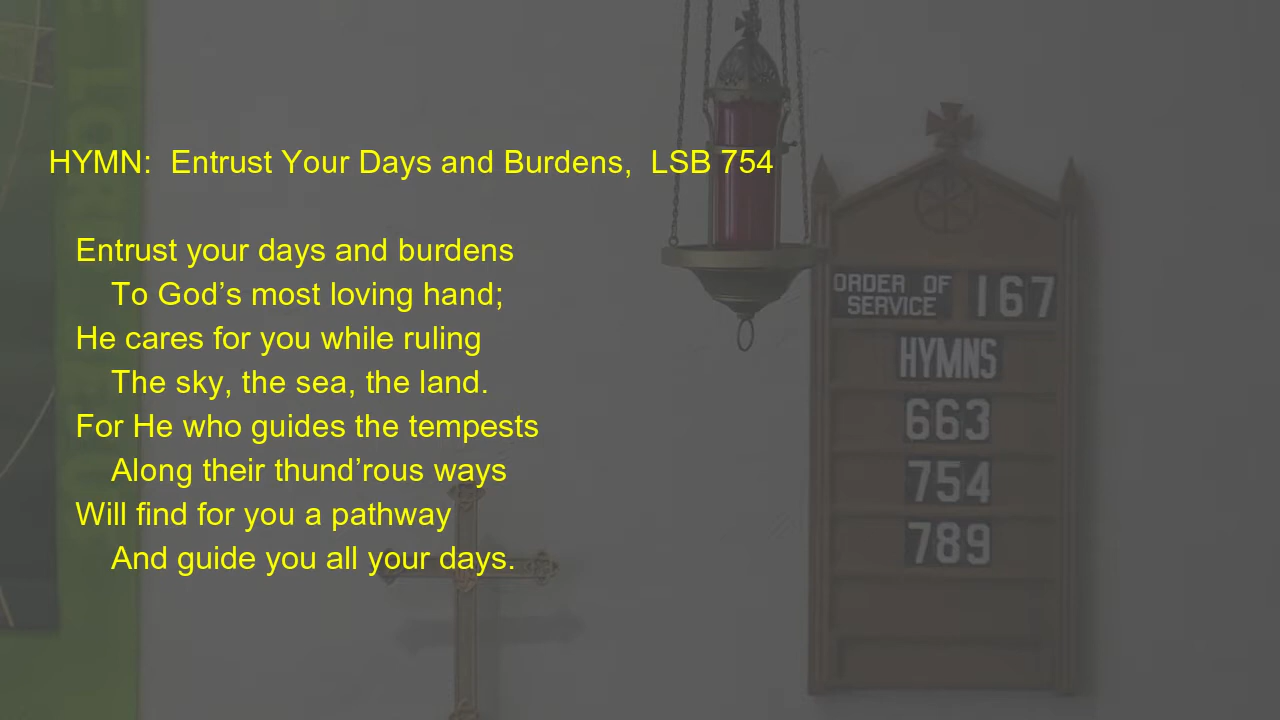 HYMN:  Entrust Your Days and Burdens,  LSB 754
Entrust your days and burdens
To God’s most loving hand;
He cares for you while ruling
The sky, the sea, the land.
For He who guides the tempests
Along their thund’rous ways
Will find for you a pathway
And guide you all your days.
ORDER OF
SERVICE
167
HYMNS
663
754
789